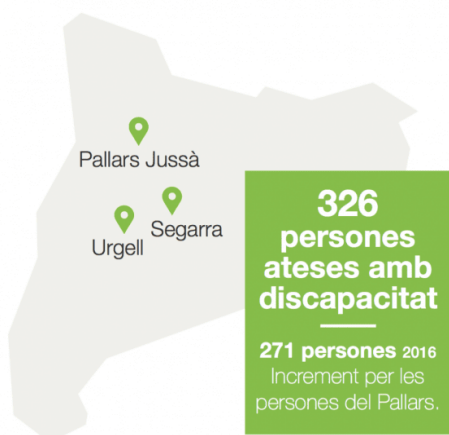 Pallars Jussà
Segarra
Urgell
326
persones
ateses amb
discapacitat
271 persones 2016
Increment per les
persones del Pallars.